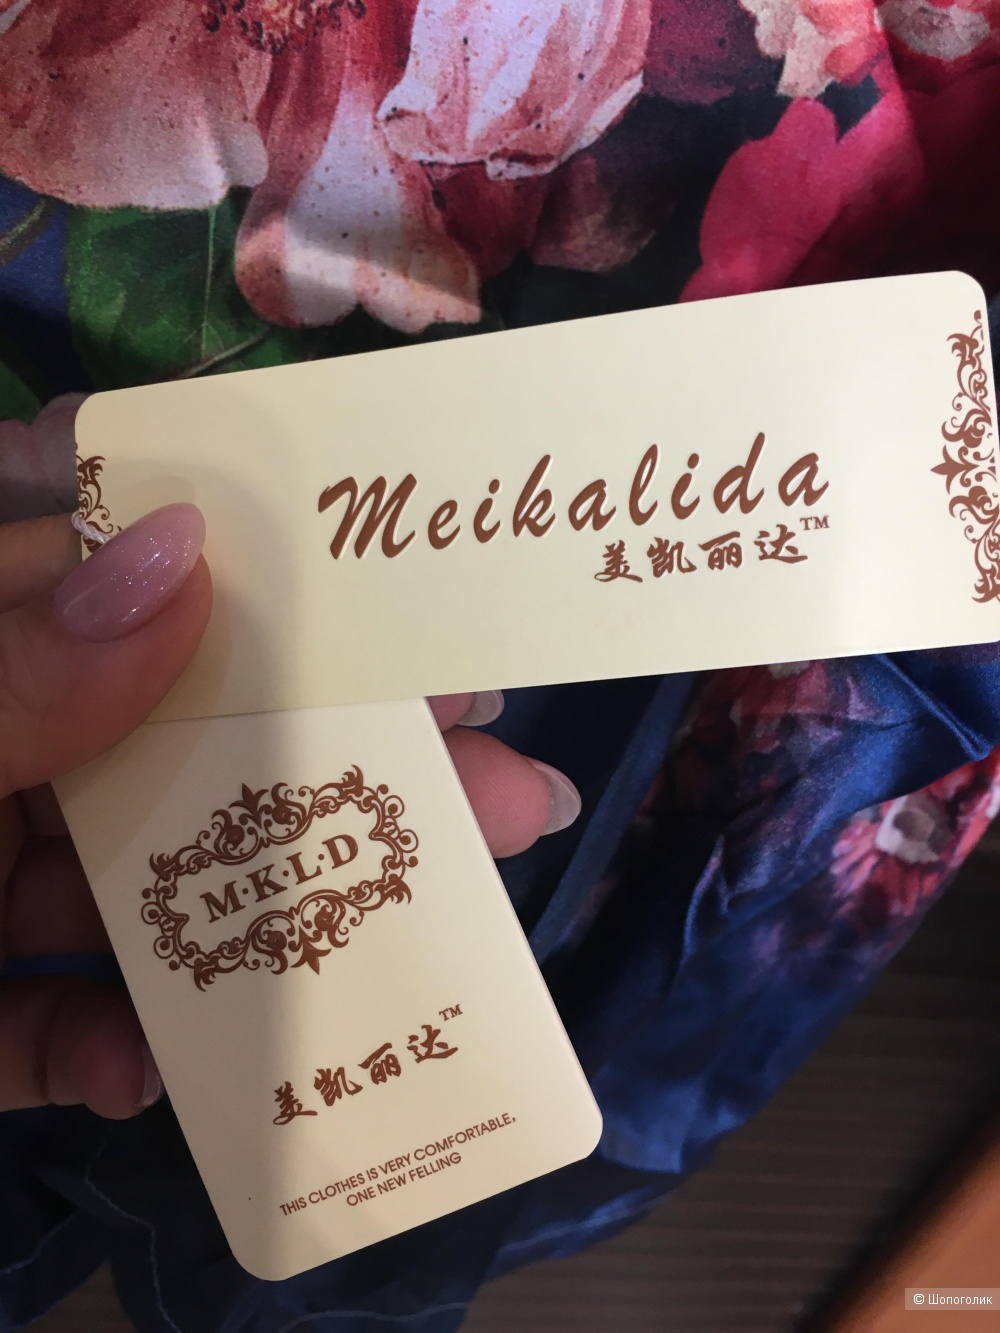 Meikalida
美凯丽达™
M·K·L·D
美凯丽达™
THIS CLOTHES IS VERY COMFORTABLE,
ONE NEW FELLING
© Шопоголик